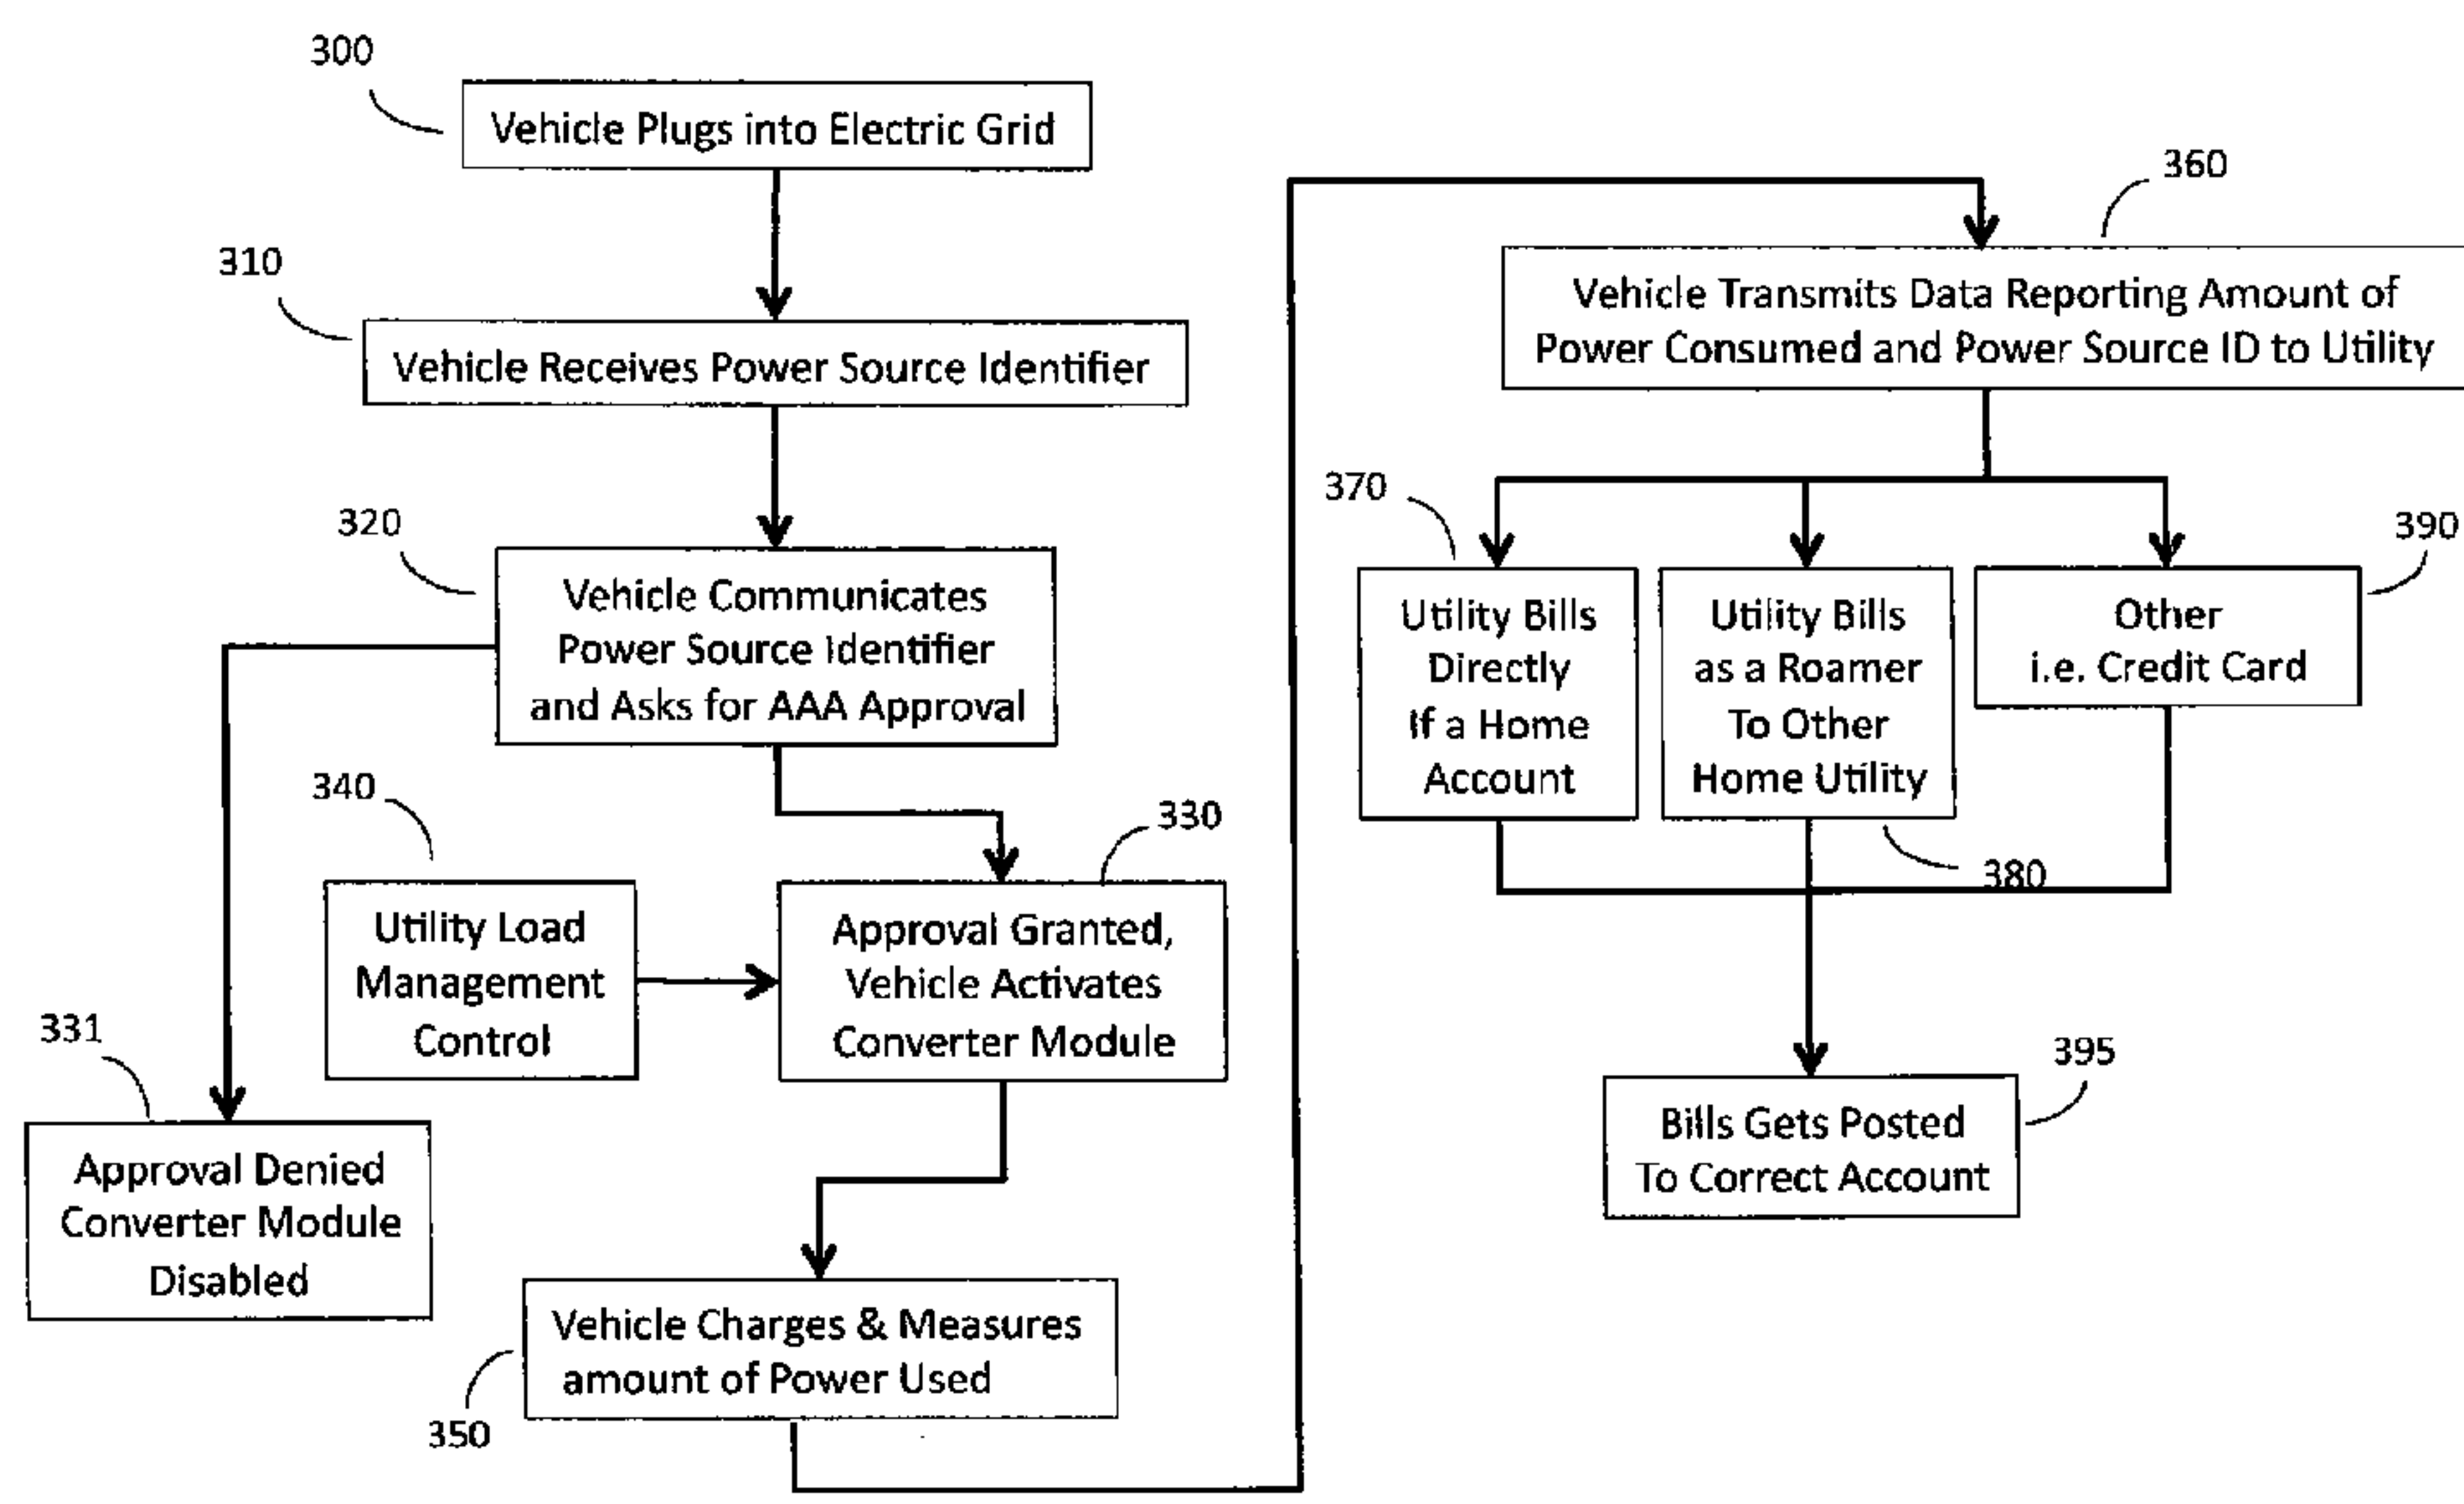 300
Vehicle Plugs into Electric Grid
310
Vehicle Receives Power Source Identifier
320
Vehicle Communicates
Power Source Identifier
and Asks for AAA Approval
340
Utility Load
Management
Control
330
Approval Granted,
Vehicle Activates
Converter Module
331
Approval Denied
Converter Module
Disabled
Vehicle Charges & Measures
amount of Power Used
350
360
Vehicle Transmits Data Reporting Amount of
Power Consumed and Power Source ID to Utility
370
Utility Bills
Directly
If a Home
Account
Utility Bills
as a Roamer
To Other
Home Utility
380
390
Other
i.e. Credit Card
395
Bills Gets Posted
To Correct Account